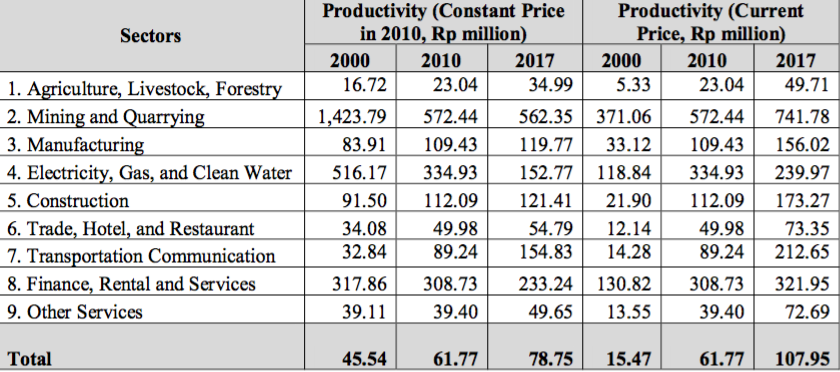 Sectors Productivity (Constant Price in 2010, Rp million) Productivity (Current Price, Rp million)
2000 2010 2017 2000 2010 2017
1. Agriculture, Livestock, Forestry 16.72 23.04 34.99 5.33 23.04 49.71
2. Mining and Quarrying 1,423.79 572.44 562.35 371.06 572.44 741.78
3. Manufacturing 83.91 109.43 119.77 33.12 109.43 156.02
4. Electricity, Gas, and Clean Water 516.17 334.93 152.77 118.84 334.93 239.97
5. Construction 91.50 112.09 121.41 21.90 112.09 173.27
6. Trade, Hotel, and Restaurant 34.08 49.98 54.79 12.14 49.98 73.35
7. Transportation Communication 32.84 89.24 154.83 14.28 89.24 212.65
8. Finance, Rental and Services 317.86 308.73 233.24 130.82 308.73 321.95
9. Other Services 39.11 39.40 49.65 13.55 39.40 72.69
Total 45.54 61.77 78.75 15.47 61.77 107.95